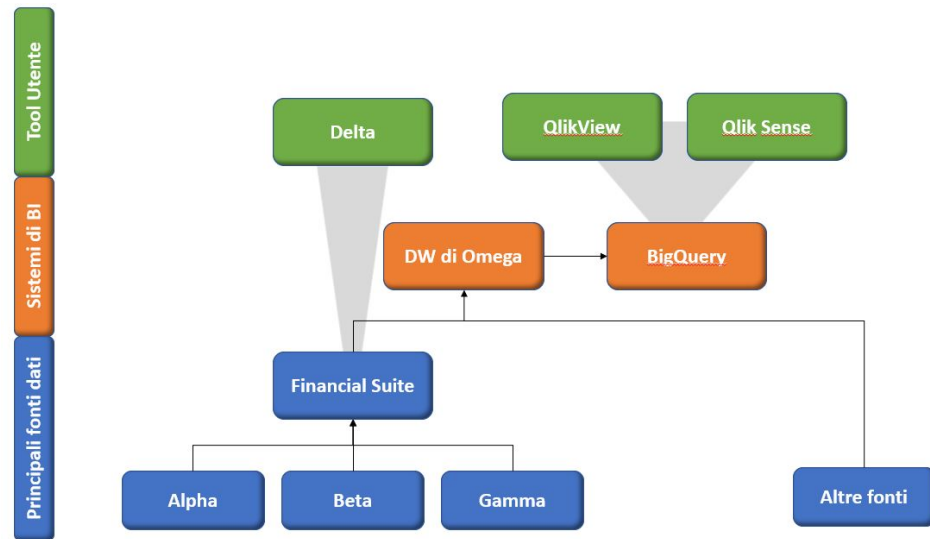 Tool Utente
Delta
QlikView
Qlik Sense
Sistemi di BI
DW di Omega
BigQuery
Principali fonti dati
Financial Suite
Alpha
Beta
Gamma
Altre fonti